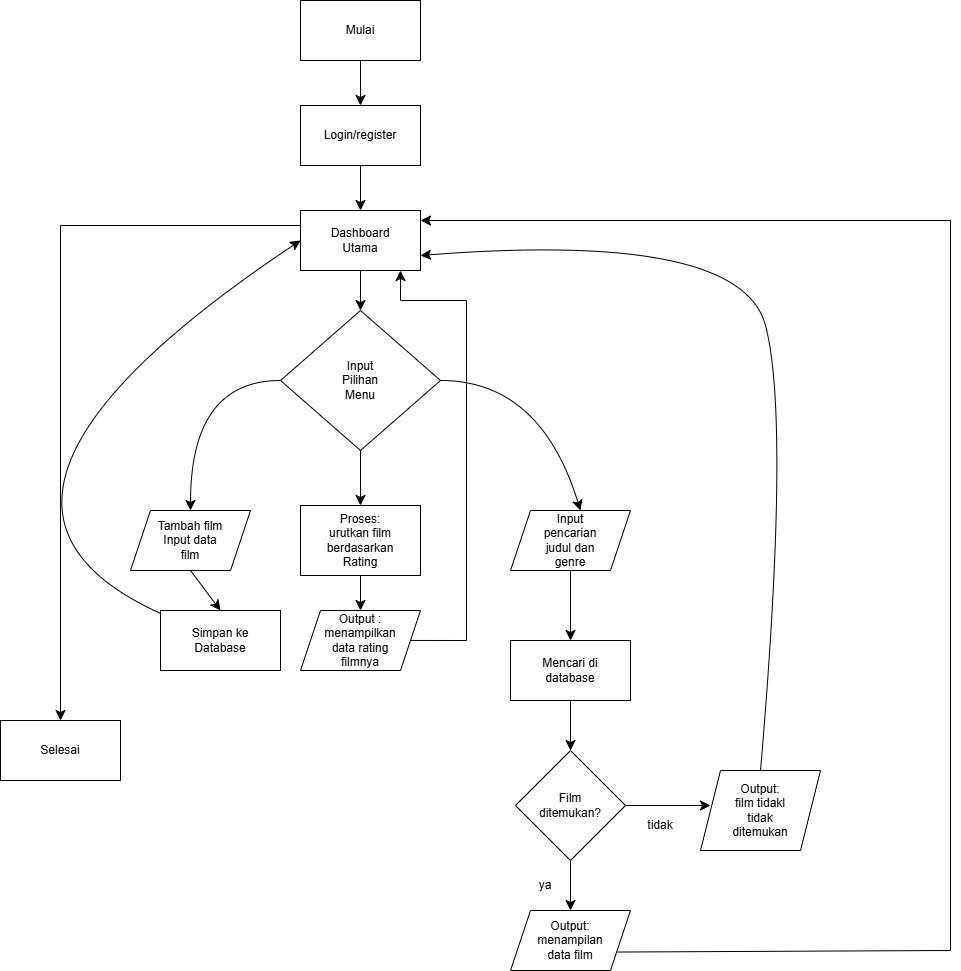 Mulai
Login/register
Dashboard
Utama
Input
Pilihan
Menu
Tambah film
Input data
film
Proses:
urutkan film
berdasarkan
Rating
Input
pencarian
judul dan
genre
Simpan ke
Database
Output :
menampilkan
data rating
filmnya
Mencari di
database
Selesai
Film
ditemukan?
tidak
Output:
film tidakl
tidak
ditemukan
ya
Output:
menampilan
data film